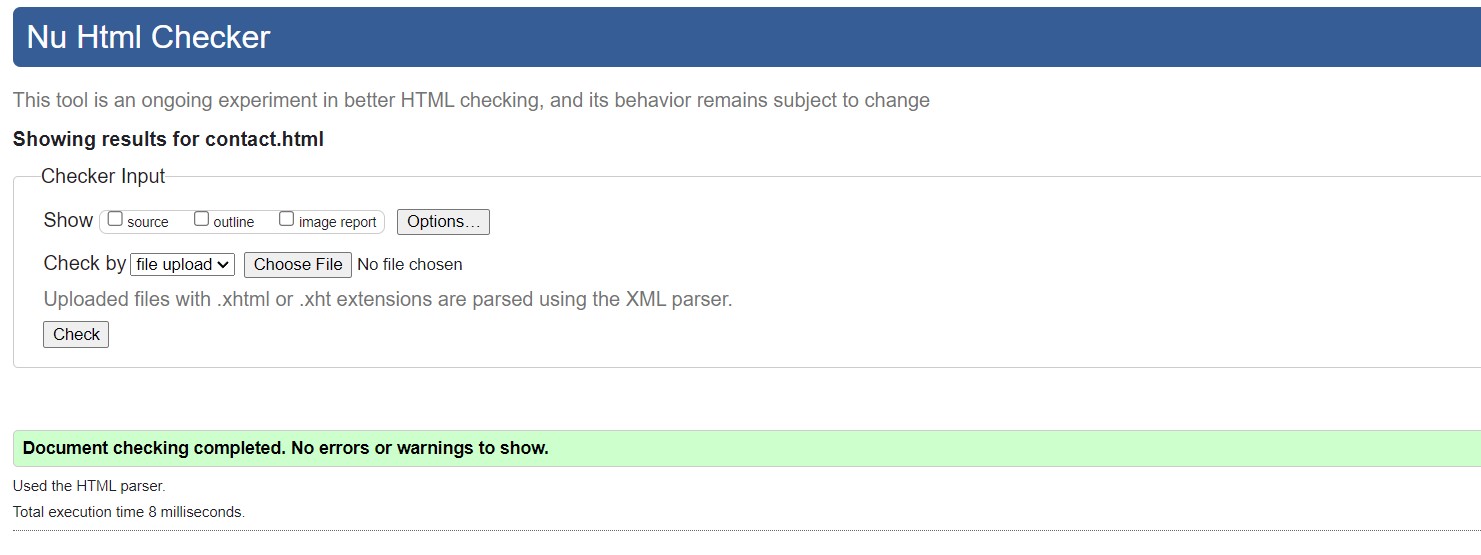 Nu Html Checker
This tool is an ongoing experiment in better HTML checking, and its behavior remains subject to change
Showing results for contact.html
Checker Input
Show source outline image report Options…
Check by file upload Choose File No file chosen
Uploaded files with .xhtml or .xht extensions are parsed using the XML parser.
Check
Document checking completed. No errors or warnings to show.
Used the HTML parser.
Total execution time 8 milliseconds.